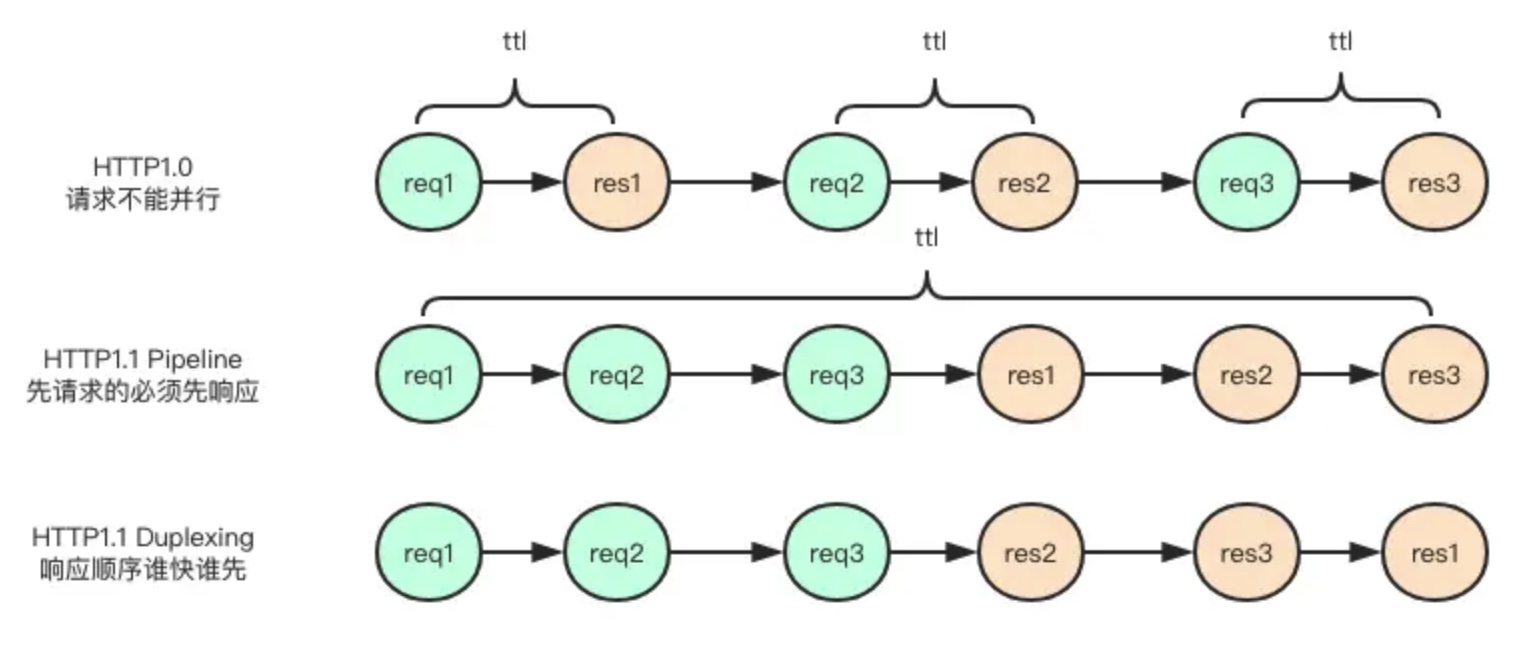 ttl
ttl
ttl
HTTP1.0
请求不能并行
req1
res1
req2
res2
req3
res3
ttl
HTTP1.1 Pipeline
先请求的必须先响应
req1
req2
req3
res1
res2
res3
HTTP1.1 Duplexing
响应顺序谁快谁先
req1
req2
req3
res2
res3
res1